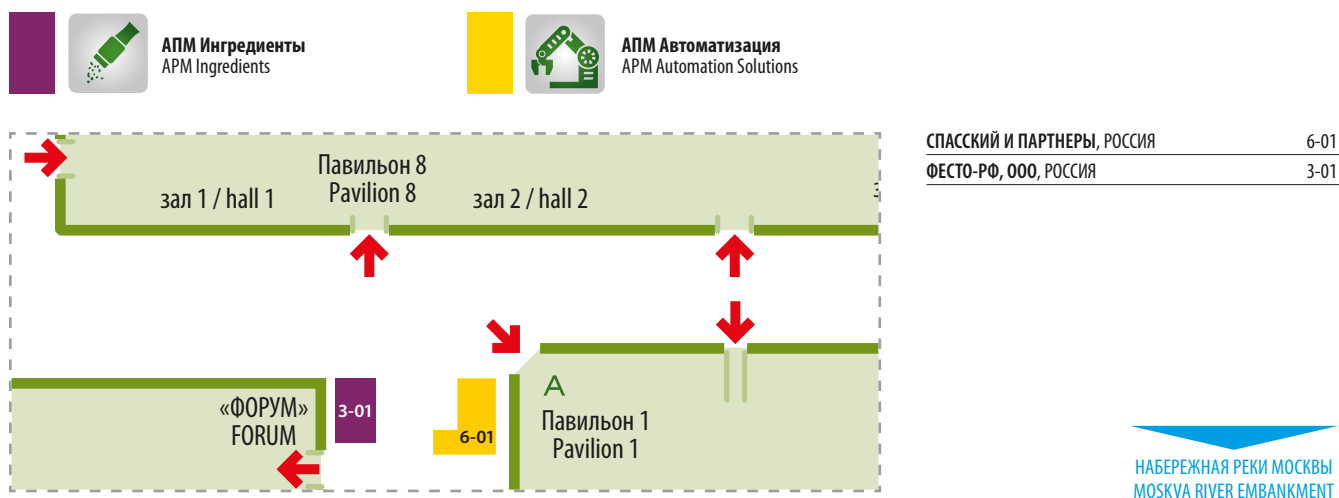 АПМ Ингредиенты
APM Ingredients
АПМ Автоматизация
APM Automation Solutions
СПАССКИЙ И ПАРТНЕРЫ, РОССИЯ 6-01
ФЕСТО-РФ, ООО, РОССИЯ 3-01
Павильон 8
Pavilion 8
зал 1 / hall 1
зал 2 / hall 2
«ФОРУМ»
FORUM
3-01
6-01
А
Павильон 1
Pavilion 1
НАБЕРЕЖНАЯ РЕКИ МОСКВЫ
MOSKVA RIVER EMBANKMENT